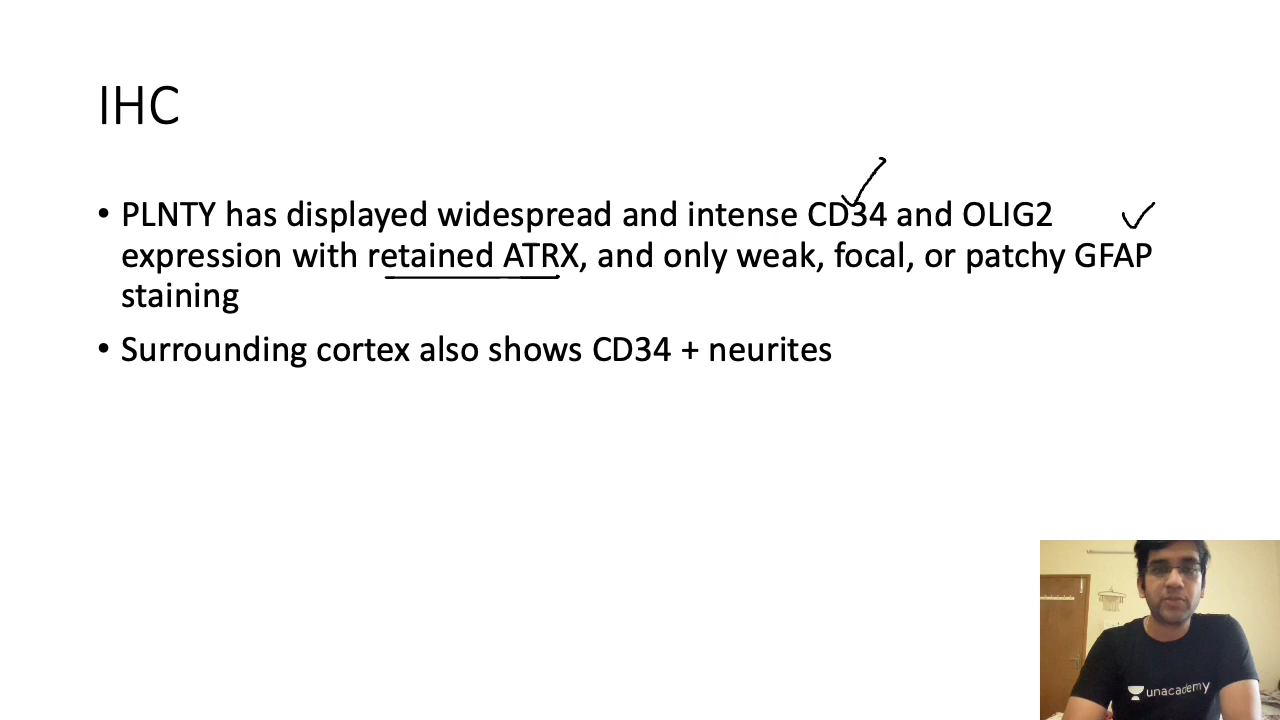 IHC
• PLNTY has displayed widespread and intense CD34 and OLIG2
expression with retained ATRX, and only weak, focal, or patchy GFAP
staining
• Surrounding cortex also shows CD34 + neurites
unacademy